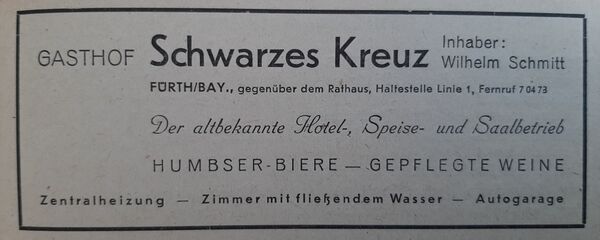 GASTHOF Schwarzes Kreuz Inhaber: Wilhelm Schmitt
FÜRTH/BAY., gegenüber dem Rathaus, Haltestelle Linie 1, Fernruf 70473
Der altbekannte Hotel-, Speise- und Saalbetrieb
HUMBSER-BIERE — GEPFLEGTE WEINE
Zentralheizung — Zimmer mit fließendem Wasser — Autogarage